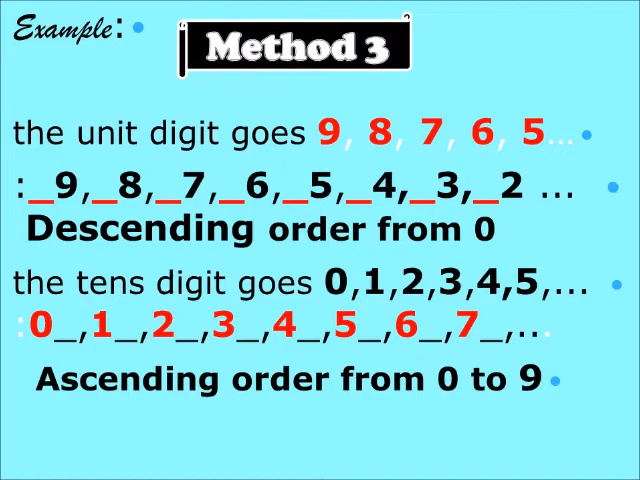 Example:
Method 3
the unit digit goes 9, 8, 7, 6, 5...
:_9,_8,_7,_6,_5,_4,_3,_2 ...
Descending order from 0
the tens digit goes 0,1,2,3,4,5,...
:0_,1_,2_,3_,4_,5_,6_,7_,...
Ascending order from 0 to 9